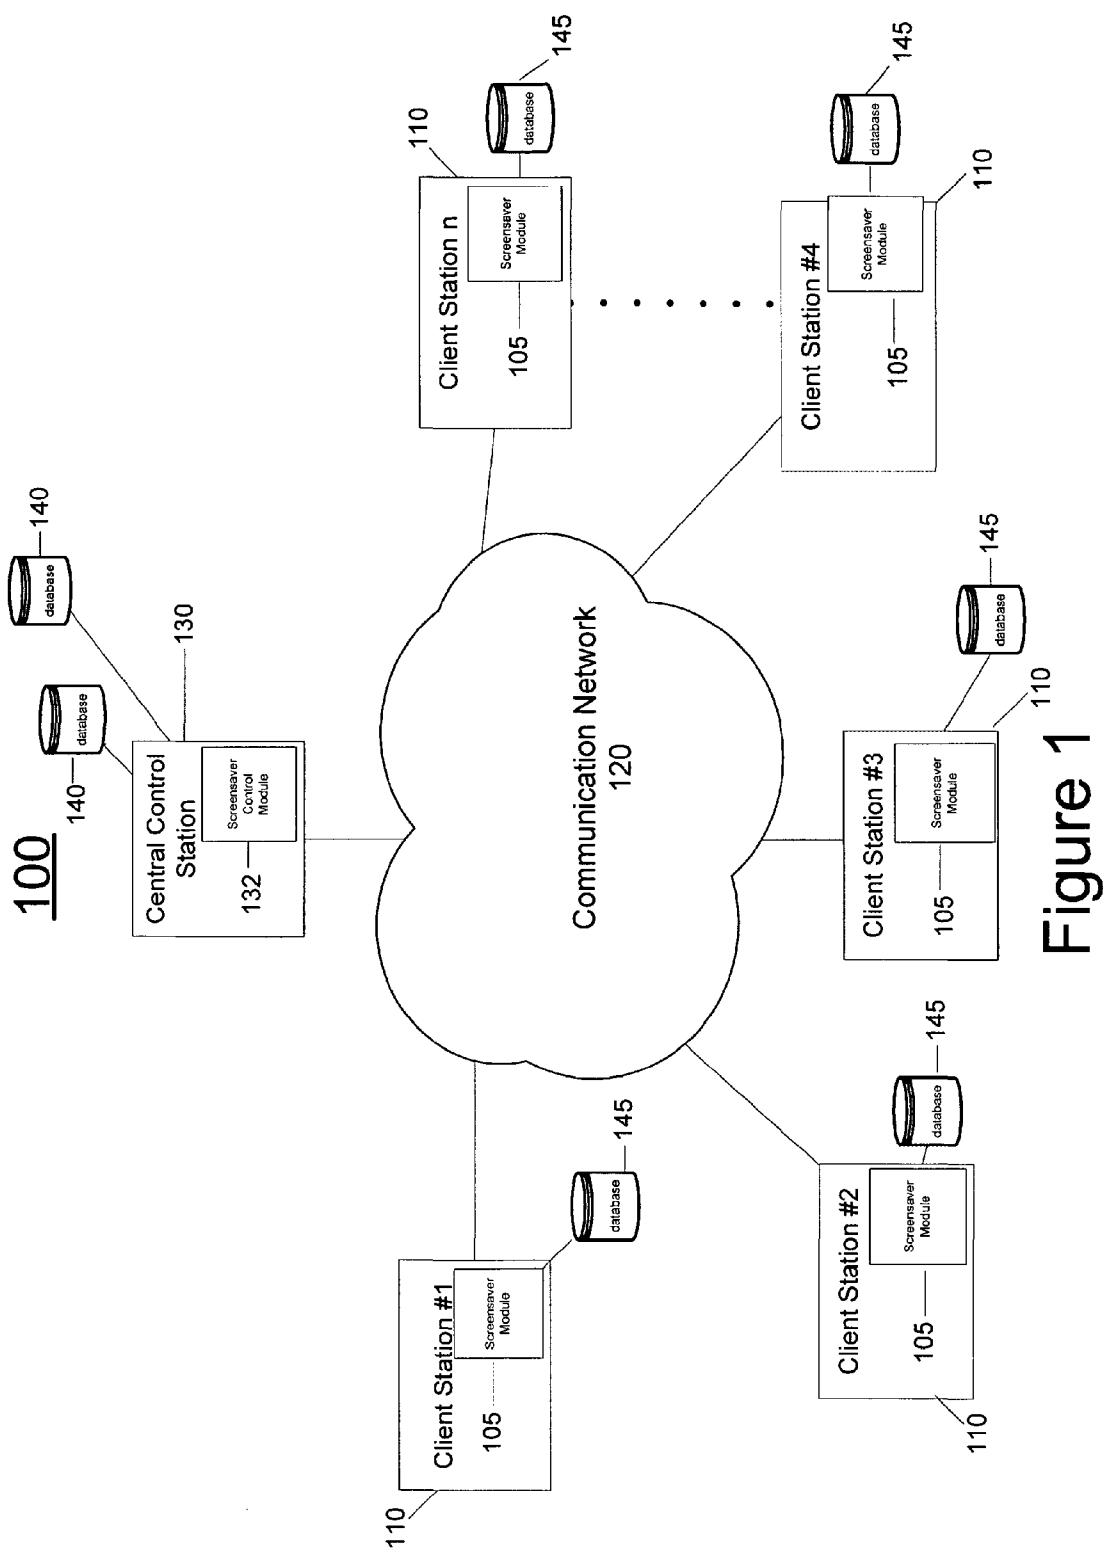 100
140
database
140
database
Central Control
Station
130
Screensaver
Control
Module
132
110
Client Station #1
Screensaver
Module
105
database
145
110
Client Station n
Screensaver
Module
105
database
145
Communication Network
120
Client Station #2
Screensaver
Module
105
110
database
145
Client Station #3
Screensaver
Module
105
110
database
145
Client Station #4
Screensaver
Module
105
110
database
145
Figure 1